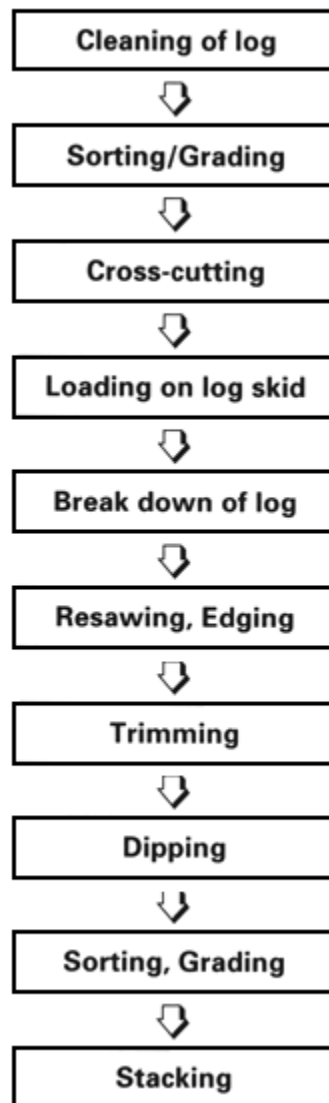 Cleaning of log
Sorting/Grading
Cross-cutting
Loading on log skid
Break down of log
Resawing, Edging
Trimming
Dipping
Sorting, Grading
Stacking